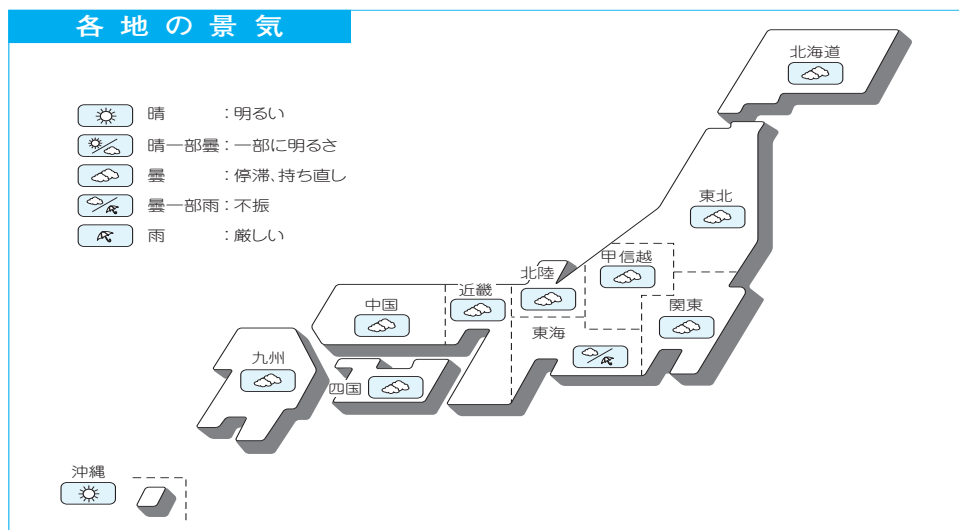 各地の景気
晴 ：明るい
晴一部曇：一部に明るさ
曇 ：停滞、持ち直し
曇一部雨：不振
雨 ：厳しい
北海道
東北
甲信越
北陸
近畿
関東
中国
東海
九州
四国
沖縄